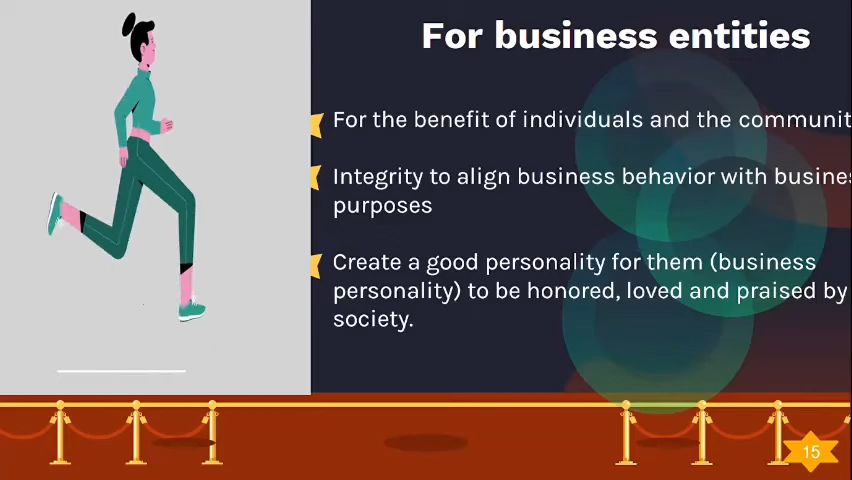 For business entities
For the benefit of individuals and the communit
Integrity to align business behavior with busine
purposes
Create a good personality for them (business
personality) to be honored, loved and praised by
society.
15